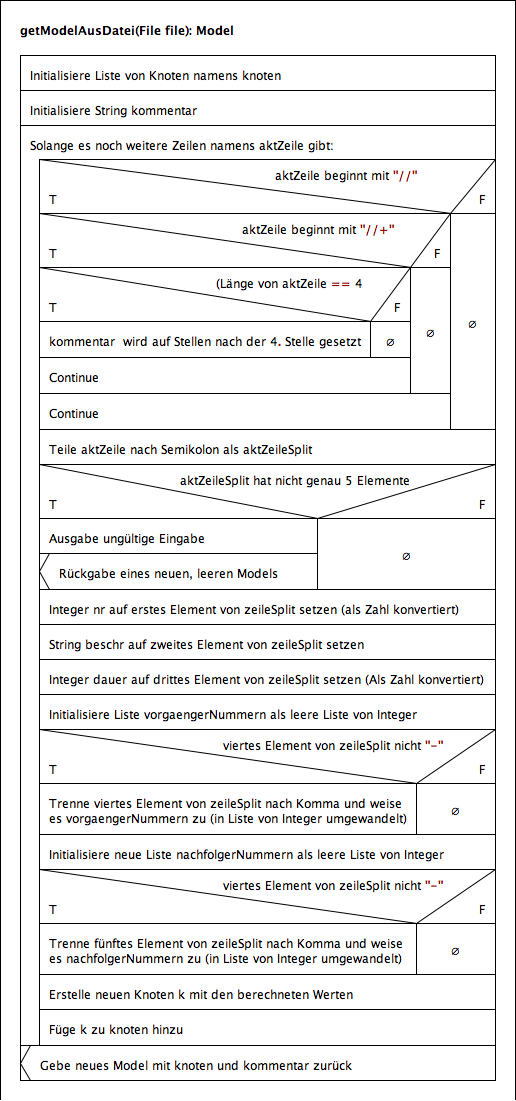 getModelAusDatei(File file): Model
Initialisiere Liste von Knoten namens knoten
Initialisiere String kommentar
Solange es noch weitere Zeilen namens aktZeile gibt:
aktZeile beginnt mit "//"
T
F
aktZeile beginnt mit "//+"
T
F
(Länge von aktZeile == 4
T
F
kommentar wird auf Stellen nach der 4. Stelle gesetzt
∅
∅
∅
Continue
Continue
Teile aktZeile nach Semikolon als aktZeileSplit
aktZeileSplit hat nicht genau 5 Elemente
T
F
Ausgabe ungültige Eingabe
∅
Rückgabe eines neuen, leeren Models
Integer nr auf erstes Element von zeileSplit setzen (als Zahl konvertiert)
String beschr auf zweites Element von zeileSplit setzen
Integer dauer auf drittes Element von zeileSplit setzen (Als Zahl konvertiert)
Initialisiere Liste vorgaengerNummern als leere Liste von Integer
viertes Element von zeileSplit nicht "-"
T
F
Trenne viertes Element von zeileSplit nach Komma und weise
es vorgaengerNummern zu (in Liste von Integer umgewandelt)
∅
Initialisiere neue Liste nachfolgerNummern als leere Liste von Integer
viertes Element von zeileSplit nicht "-"
T
F
Trenne fünftes Element von zeileSplit nach Komma und weise
es nachfolgerNummern zu (in Liste von Integer umgewandelt)
∅
Erstelle neuen Knoten k mit den berechneten Werten
Füge k zu knoten hinzu
Gebe neues Model mit knoten und kommentar zurück